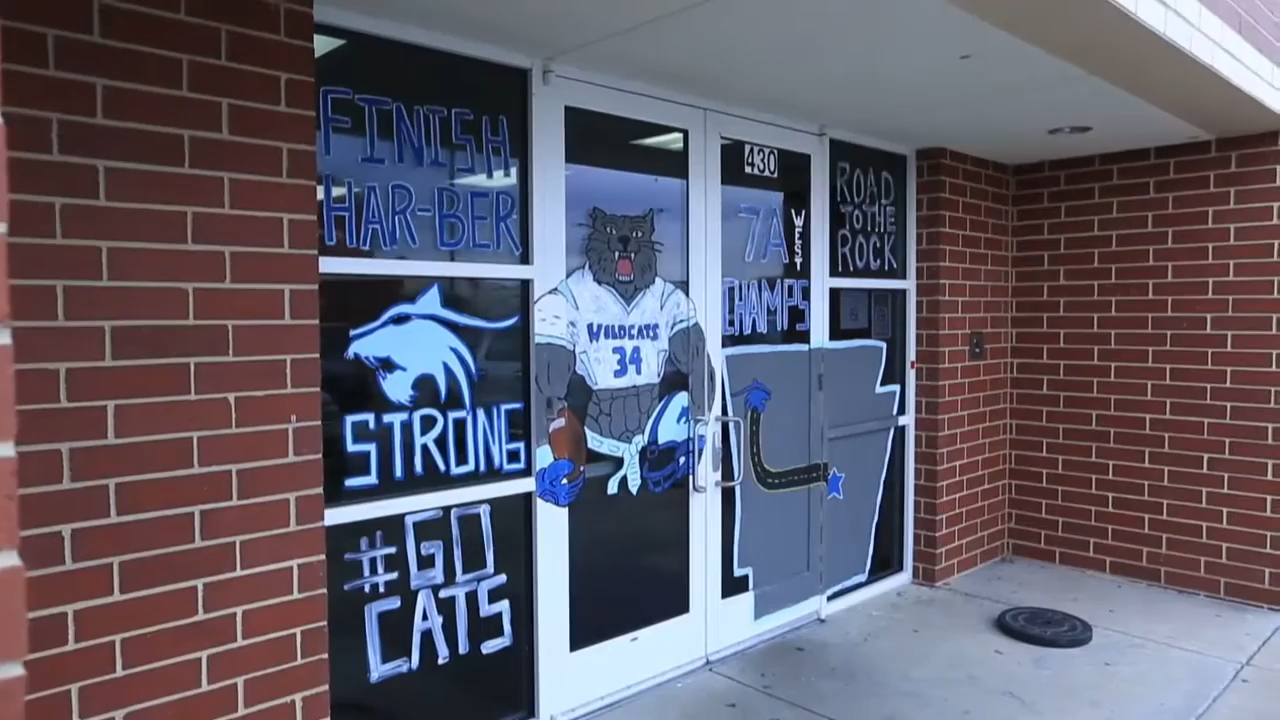 FINISH
HAR-BER
STRONG
#GO
CATS
WILDCATS
34
430
7A WEST
CHAMPS
ROAD
TO THE
ROCK